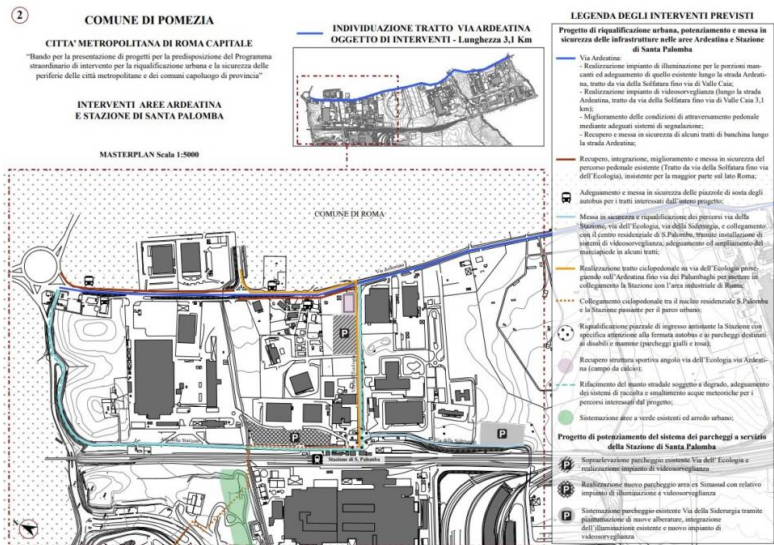 2
COMUNE DI POMEZIA
CITTA' METROPOLITANA DI ROMA CAPITALE
"Bando per la presentazione di progetti per la predisposizione del Programma
straordinario di intervento per la riqualificazione urbana e la sicurezza delle
periferie delle città metropolitane e dei comuni capoluogo di provincia"
INTERVENTI AREE ARDEATINA
E STAZIONE DI SANTA PALOMBA
MASTERPLAN Scala 1:5000
INDIVIDUAZIONE TRATTO VIA ARDEATINA
OGGETTO DI INTERVENTI - Lunghezza 3,1 Km
COMUNE DI ROMA
Via Ardeatina
P
P
P
Via della Stazione
Via della Siderurgia
Stazione di S. Palomba
N
LEGENDA DEGLI INTERVENTI PREVISTI
Progetto di riqualificazione urbana, potenziamento e messa in
sicurezza delle infrastrutture nelle aree Ardeatina e Stazione
di Santa Palomba
Via Ardeatina:
- Realizzazione impianto di illuminazione per le porzioni man-
canti ed adeguamento di quello esistente lungo la strada Ardeati-
na, tratto da via della Solfatara fino via di Valle Caia;
- Realizzazione impianto di videosorveglianza (lungo la strada
Ardeatina, tratto da via della Solfatara fino via di Valle Caia 3,1
km);
- Miglioramento delle condizioni di attraversamento pedonale
mediante adeguati sistemi di segnalazione;
- Recupero e messa in sicurezza di alcuni tratti di banchina lungo
la strada Ardeatina;
Recupero, integrazione, miglioramento e messa in sicurezza del
percorso pedonale esistente (Tratto da via della Solfatara fino via
dell'Ecologia), insistente per la maggior parte sul lato Roma;
Adeguamento e messa in sicurezza delle piazzole di sosta degli
autobus per i tratti interessati dall'intero progetto;
Messa in sicurezza e riqualificazione dei percorsi via della
Stazione, via dell'Ecologia, via della Siderurgia, e collegamento
con il centro residenziale di S.Palomba, tramite installazione di
sistemi di videosorveglianza, adeguamento ed ampliamento del
marciapiede in alcuni tratti;
Realizzazione tratto ciclopedonale su via dell'Ecologia prose-
guendo sull'Ardeatina fino via dei Palumbaghi per mettere in
collegamento la Stazione con l'area industriale di Roma;
Collegamento ciclopedonale tra il nucleo residenziale S.Palomba
e la Stazione passante per il parco urbano;
Riqualificazione piazzale di ingresso antistante la Stazione con
specifica attenzione alla fermata autobus e ai parcheggi destinati
ai disabili e mamme (parcheggi gialli e rosa);
Recupero struttura sportiva angolo via dell'Ecologia via Ardeati-
na (campo da calcio);
Rifacimento del manto stradale soggetto a degrado, adeguamento
dei sistemi di raccolta e smaltimento acque meteoriche per i
percorsi interessati dal progetto;
Sistemazione aree a verde esistenti ed arredo urbano;
Progetto di potenziamento del sistema dei parcheggi a servizio
della Stazione di Santa Palomba
P
Sopraelevazione parcheggio esistente Via dell' Ecologia e
realizzazione impianto di videosorveglianza
P
Realizzazione nuovo parcheggio area ex Simassud con relativo
impianto di illuminazione e videosorveglianza
P
Sistemazione parcheggio esistente Via della Siderurgia tramite
piantumazione di nuove alberature, integrazione
dell'illuminazione esistente e nuovo impianto di
videosorveglianza